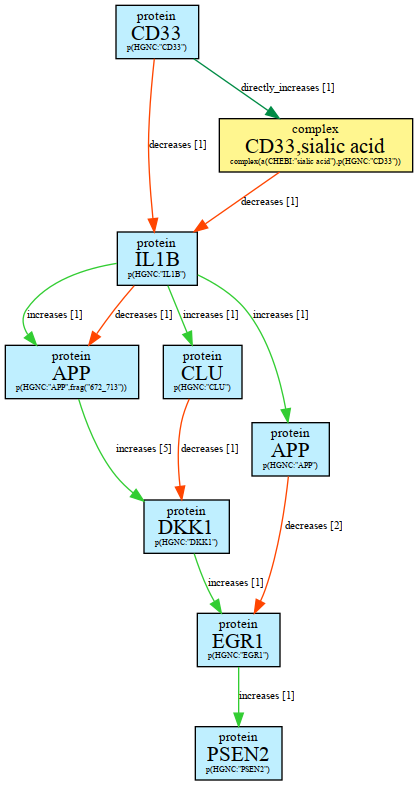 protein
CD33
p(HGNC:"CD33")
directly_increases [1]
decreases [1]
complex
CD33,sialic acid
complex(a(CHEBI:"sialic acid"),p(HGNC:"CD33"))
decreases [1]
protein
IL1B
p(HGNC:"IL1B")
increases [1]
decreases [1]
increases [1]
increases [1]
protein
APP
p(HGNC:"APP",frag("672_713"))
protein
CLU
p(HGNC:"CLU")
protein
APP
p(HGNC:"APP")
increases [5]
decreases [1]
protein
DKK1
p(HGNC:"DKK1")
decreases [2]
increases [1]
protein
EGR1
p(HGNC:"EGR1")
increases [1]
protein
PSEN2
p(HGNC:"PSEN2")